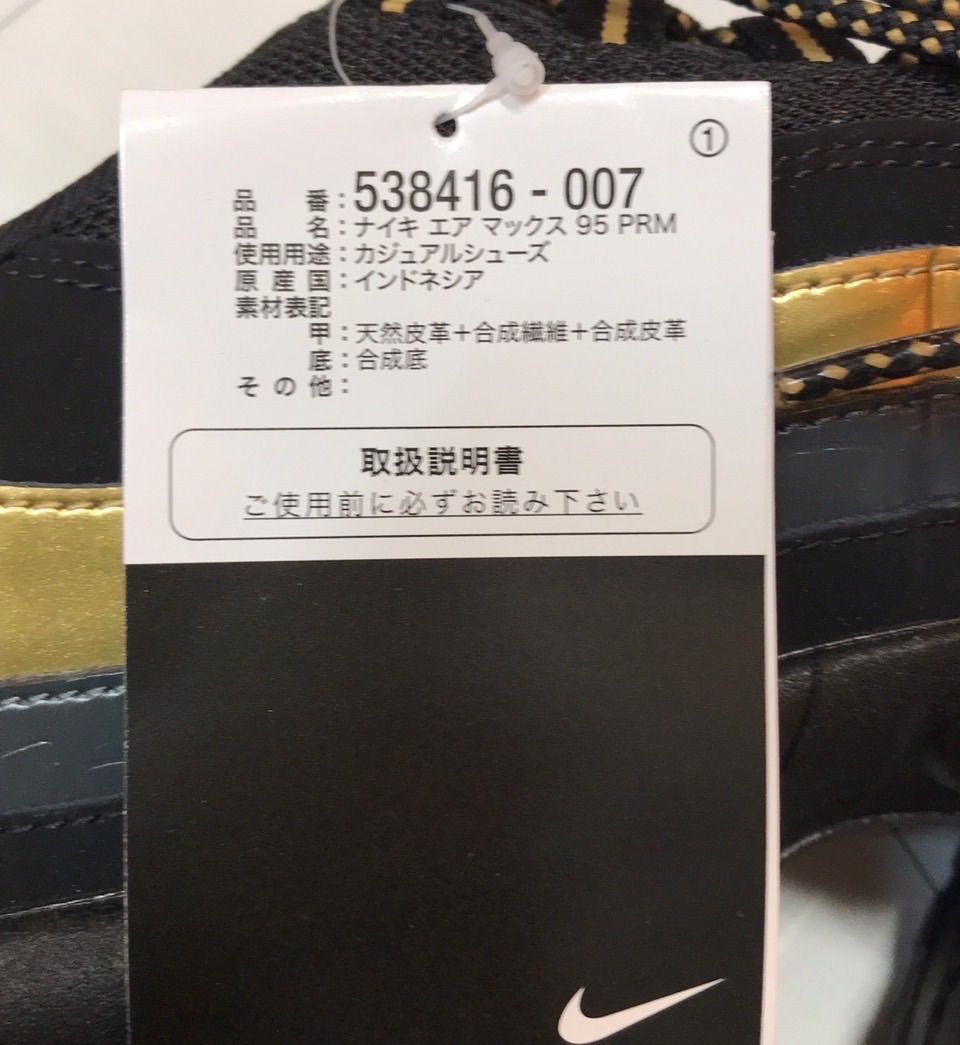 ①
品 番：538416 - 007
品 名：ナイキ エア マックス 95 PRM
使用用途：カジュアルシューズ
原 産 国：インドネシア
素材表記
甲：天然皮革＋合成繊維＋合成皮革
底：合成底
そ の 他：
取扱説明書
ご使用前に必ずお読み下さい